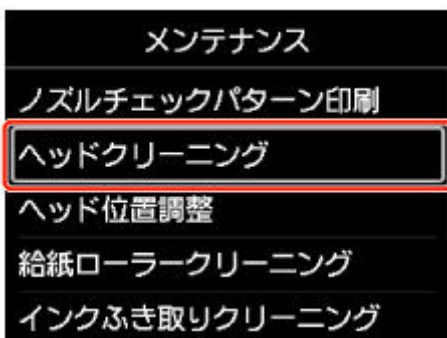 メンテナンス
ノズルチェックパターン印刷
ヘッドクリーニング
ヘッド位置調整
給紙ローラークリーニング
インクふき取りクリーニング